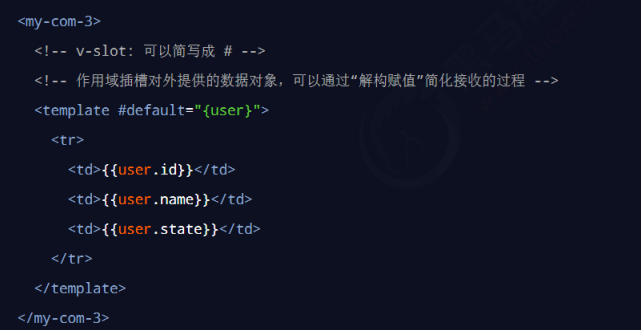 <my-com-3>
<!-- v-slot: 可以简写成 # -->
<!-- 作用域插槽对外提供的数据对象，可以通过“解构赋值”简化接收的过程 -->
<template #default="{user}">
<tr>
<td>{{user.id}}</td>
<td>{{user.name}}</td>
<td>{{user.state}}</td>
</tr>
</template>
</my-com-3>